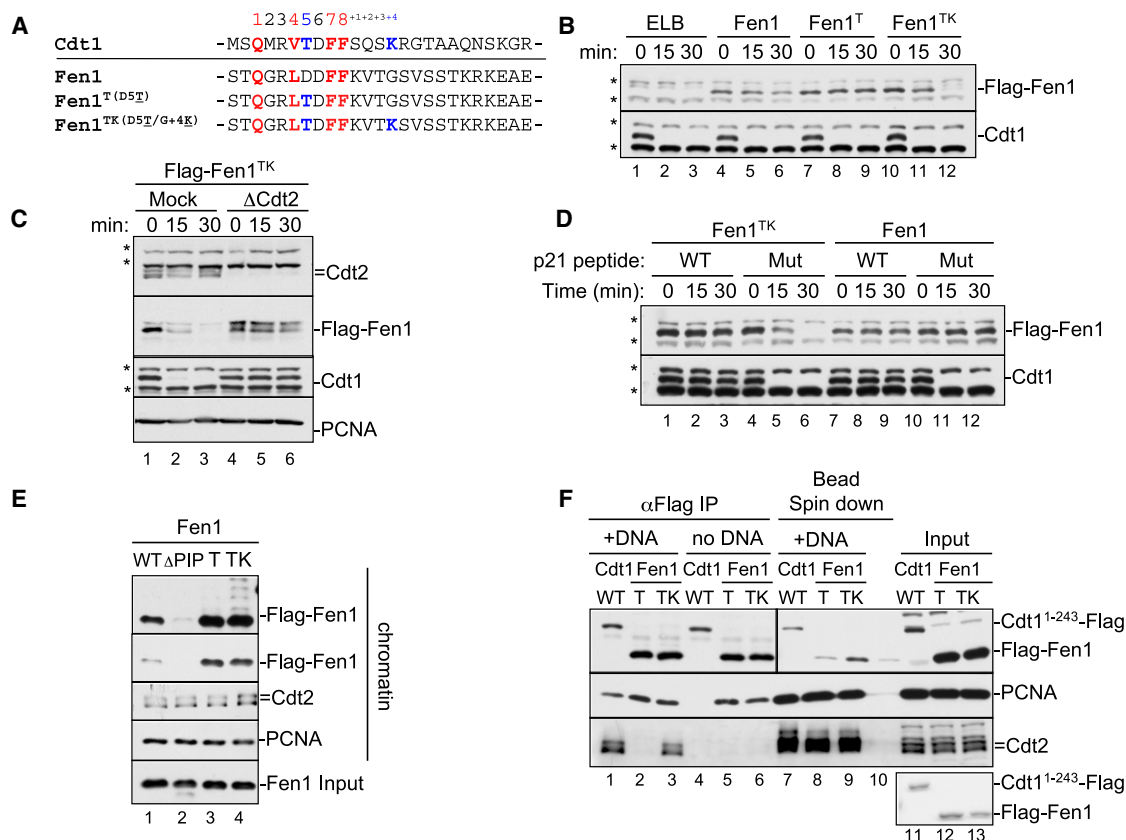 A
12345678+1+2+3+4
Cdt1 -MSQMRVTDFFSQSKRGTAAQNSKGR-
Fen1 -STQGRLDDFFKVTGSVSSTKRKEAE-
Fen1T(D5T) -STQGRLTDFFKVTGSVSSTKRKEAE-
Fen1TK(D5T/G+4K) -STQGRLTDFFKVTKSVSSTKRKEAE-
B
ELB Fen1 Fen1T Fen1TK
min: 0 15 30 0 15 30 0 15 30 0 15 30
* -Flag-Fen1
*
* -Cdt1
*
1 2 3 4 5 6 7 8 9 10 11 12
C
Flag-Fen1TK
Mock ΔCdt2
min: 0 15 30 0 15 30
*
* =Cdt2
-Flag-Fen1
* -Cdt1
*
-PCNA
1 2 3 4 5 6
D
Fen1TK Fen1
p21 peptide: WT Mut WT Mut
Time (min): 0 15 30 0 15 30 0 15 30 0 15 30
* -Flag-Fen1
*
* -Cdt1
*
1 2 3 4 5 6 7 8 9 10 11 12
E
Fen1
WT ΔPIP T TK
-Flag-Fen1
-Flag-Fen1
=Cdt2
-PCNA
chromatin
-Fen1 Input
1 2 3 4
F
αFlag IP Bead Spin down
+DNA no DNA +DNA Input
Cdt1 Fen1 Cdt1 Fen1 Cdt1 Fen1 Cdt1 Fen1
WT T TK WT T TK WT T TK WT T TK
-Cdt11-243-Flag
-Flag-Fen1
-PCNA
=Cdt2
1 2 3 4 5 6 7 8 9 10
-Cdt11-243-Flag
-Flag-Fen1
11 12 13